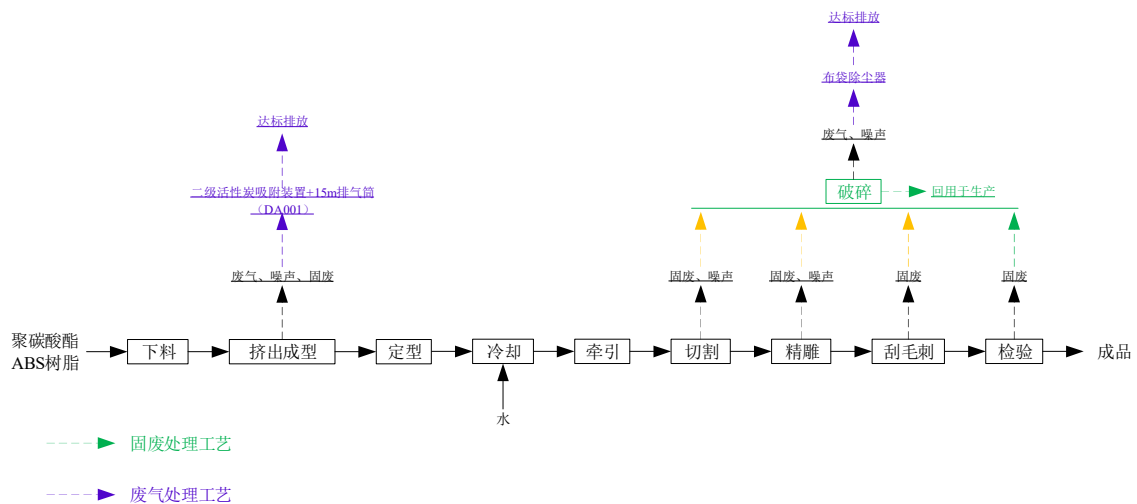 达标排放
布袋除尘器
达标排放
废气、噪声
二级活性炭吸附装置+15m排气筒
（DA001）
破碎
回用于生产
废气、噪声、固废
固废、噪声
固废、噪声
固废
固废
聚碳酸酯
ABS树脂
下料
挤出成型
定型
冷却
牵引
切割
精雕
刮毛刺
检验
成品
水
固废处理工艺
废气处理工艺